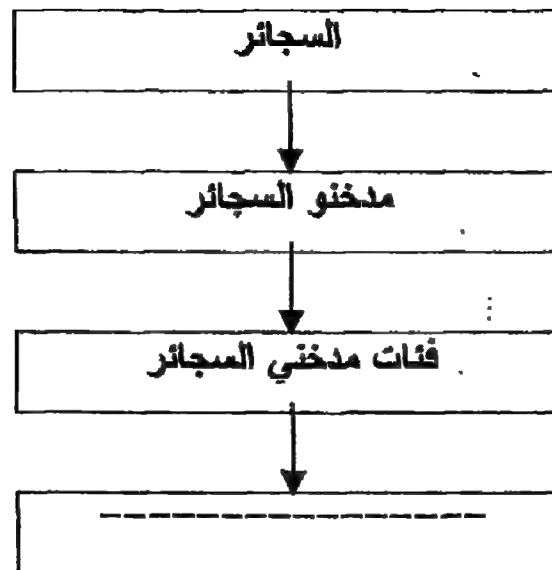 السجائر
مدخنو السجائر
فئات مدخني السجائر
-------------------